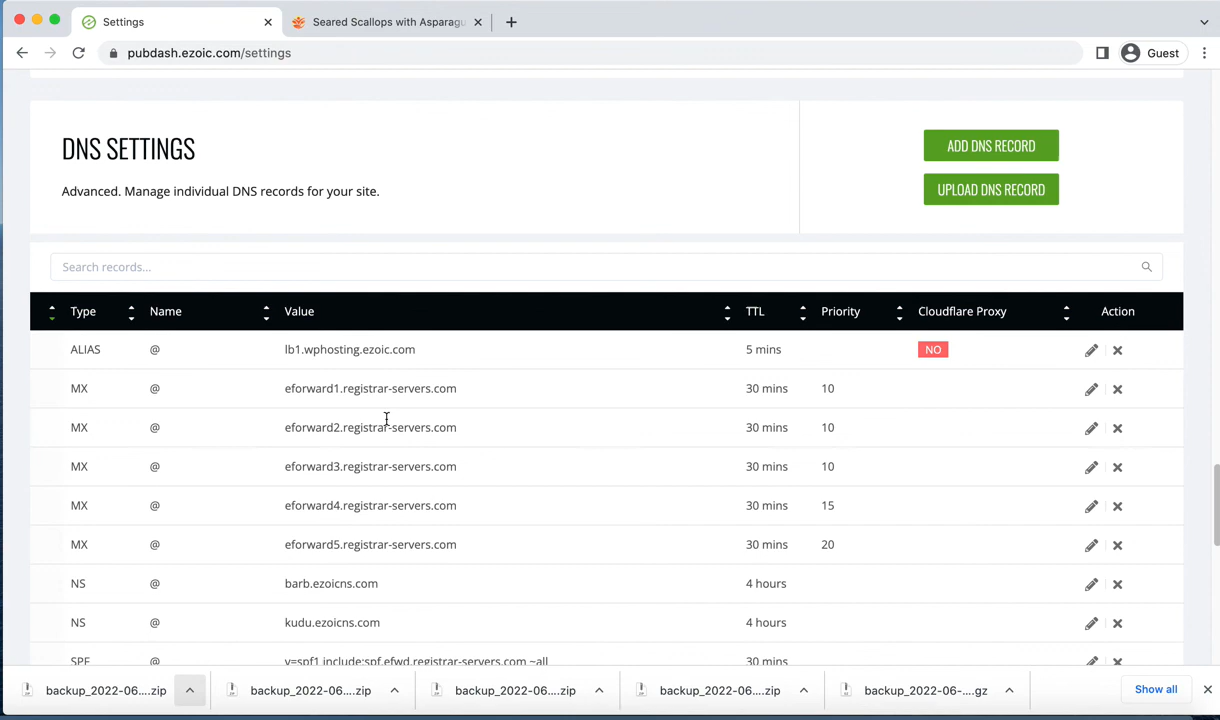 Settings
Seared Scallops with Asparagu
pubdash.ezoic.com/settings
Guest
DNS SETTINGS
Advanced. Manage individual DNS records for your site.
ADD DNS RECORD
UPLOAD DNS RECORD
Search records...
Type Name Value TTL Priority Cloudflare Proxy Action
ALIAS @ lb1.wphosting.ezoic.com 5 mins NO
MX @ eforward1.registrar-servers.com 30 mins 10
MX @ eforward2.registrar-servers.com 30 mins 10
MX @ eforward3.registrar-servers.com 30 mins 10
MX @ eforward4.registrar-servers.com 30 mins 15
MX @ eforward5.registrar-servers.com 30 mins 20
NS @ barb.ezoicns.com 4 hours
NS @ kudu.ezoicns.com 4 hours
SPF @ v=spf1 include:spf.efwd.registrar-servers.com ~all 30 mins
backup_2022-06....zip backup_2022-06....zip backup_2022-06....zip backup_2022-06....zip backup_2022-06-....gz Show all